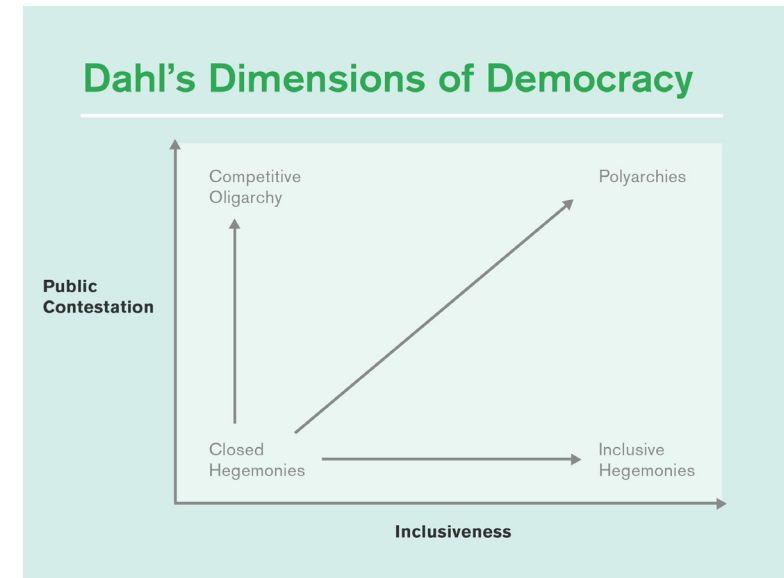 Dahl’s Dimensions of Democracy
Competitive
Oligarchy
Polyarchies
Public
Contestation
Closed
Hegemonies
Inclusive
Hegemonies
Inclusiveness